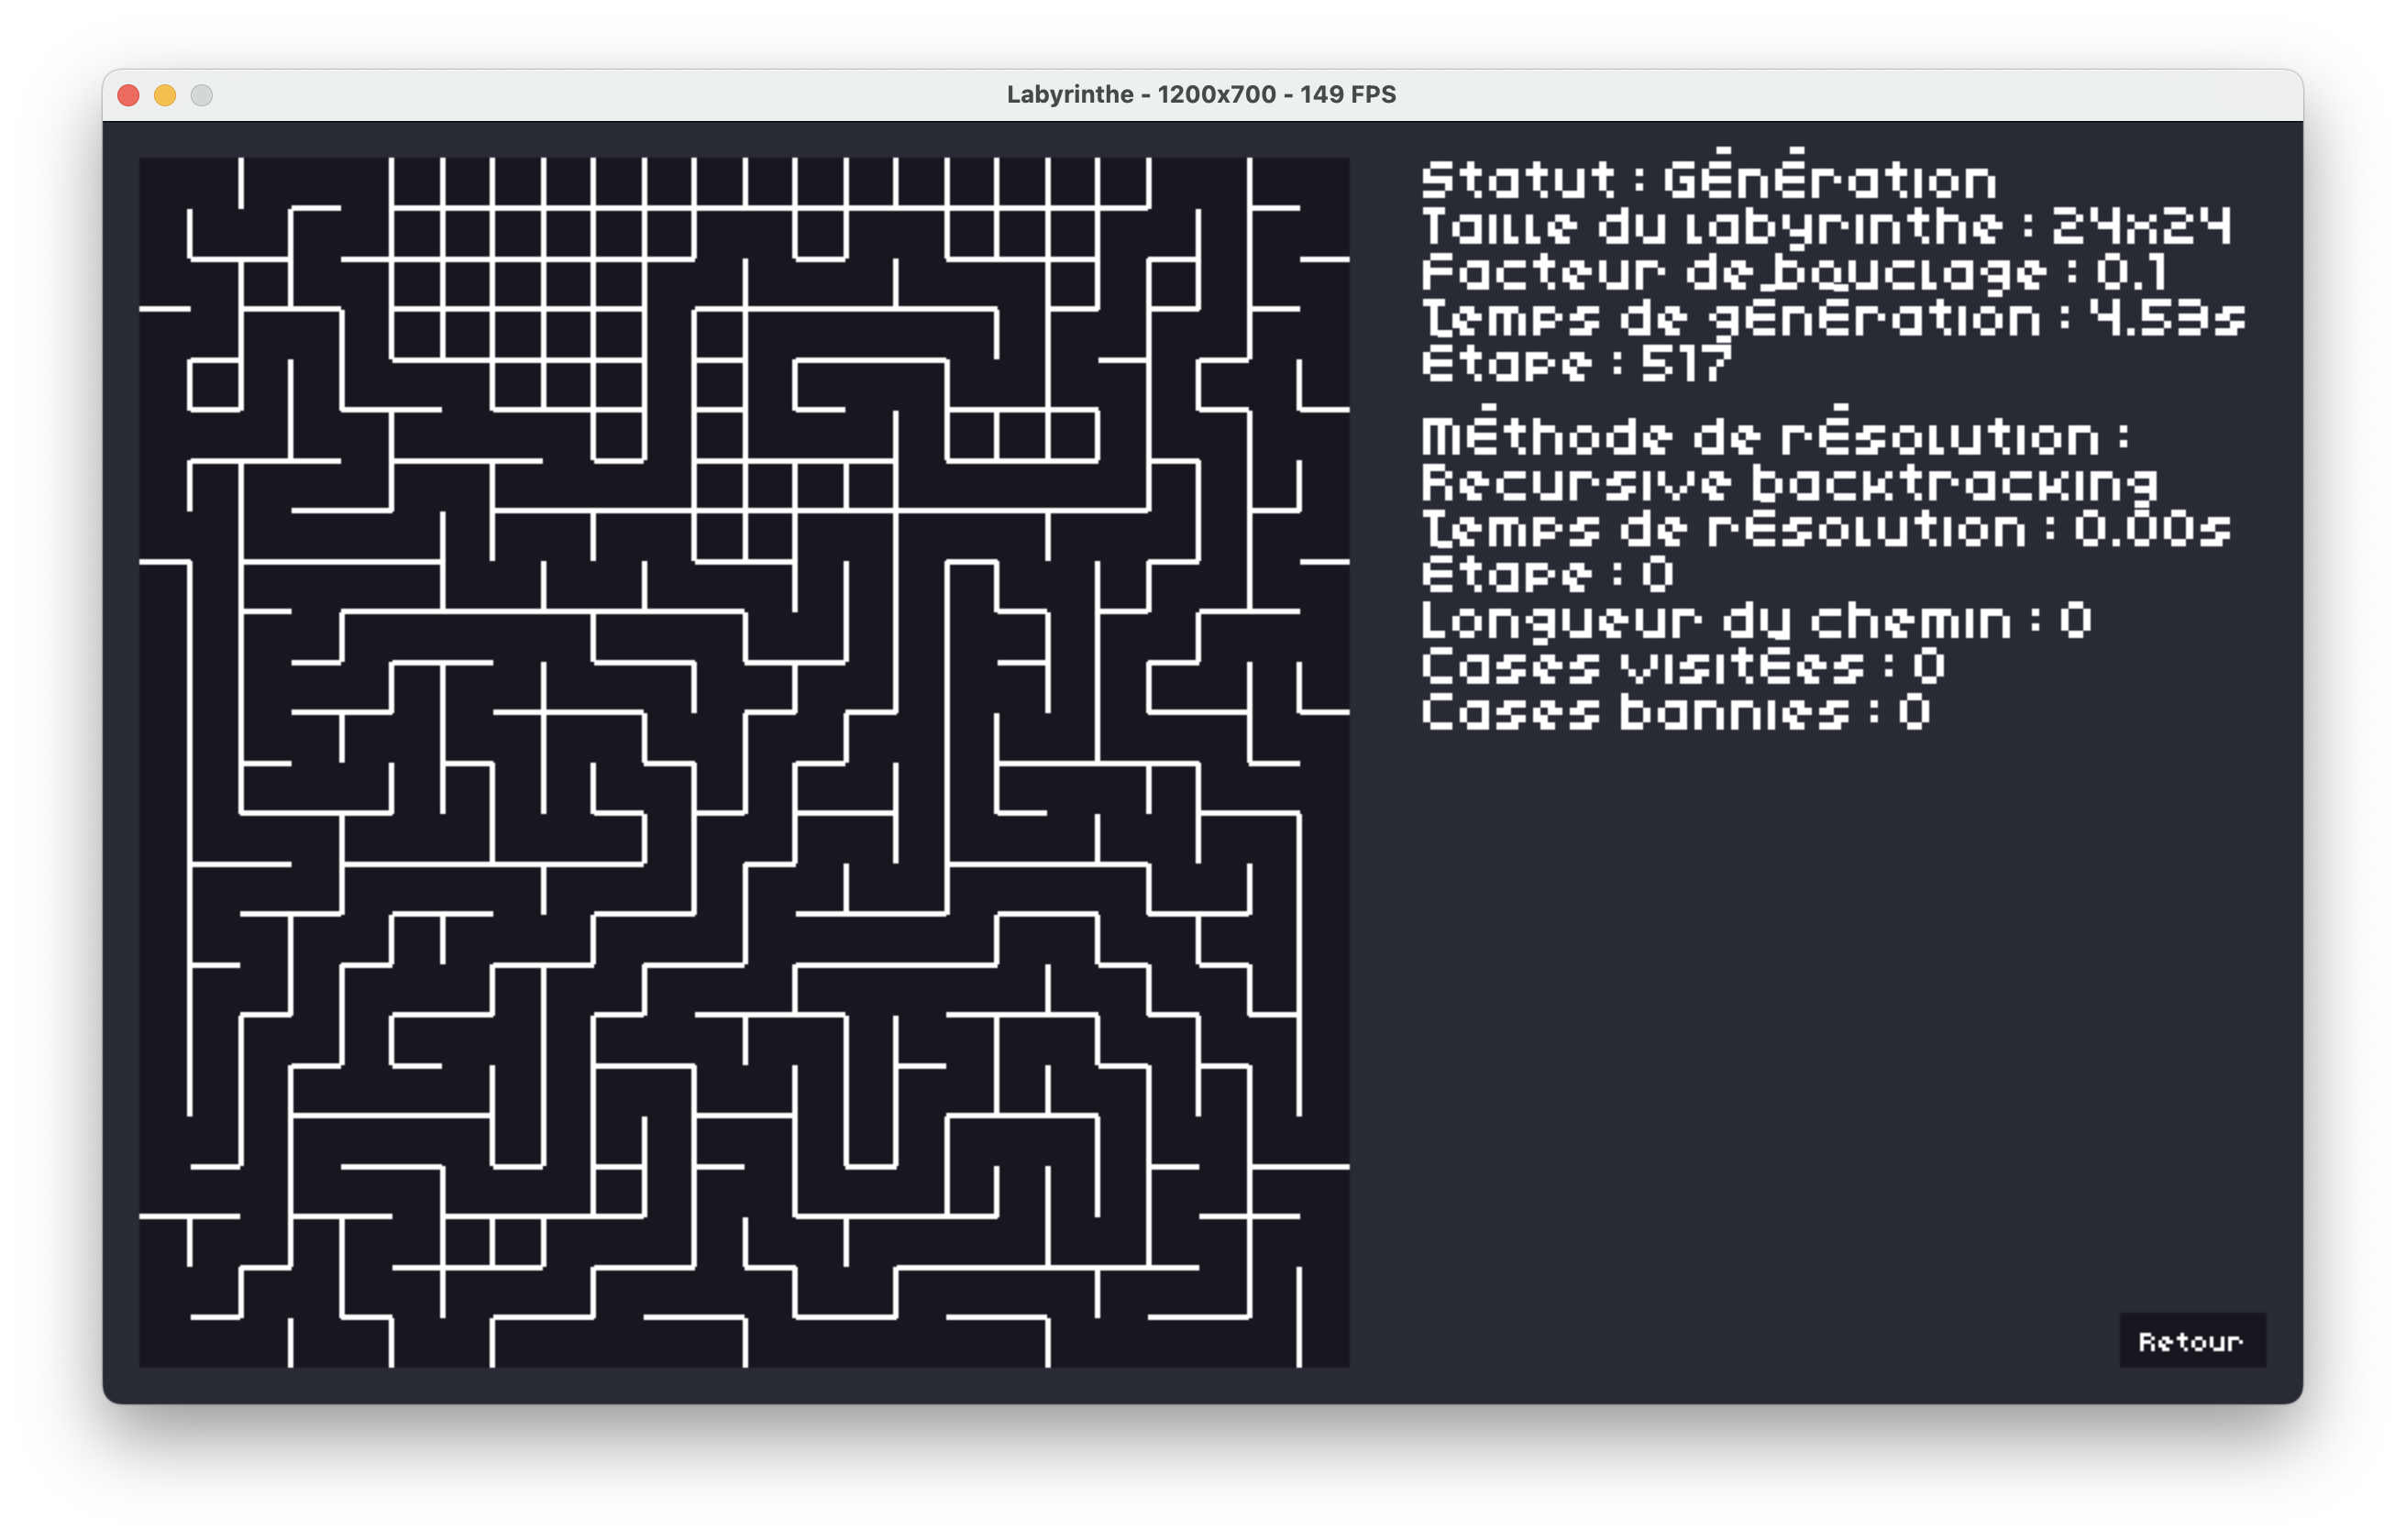 Labyrinthe - 1200x700 - 149 FPS
Statut : Génération
Taille du labyrinthe : 24x24
Facteur de bouclage : 0.1
Temps de génération : 4.53s
Étape : 517
Méthode de résolution :
Recursive backtracking
Temps de résolution : 0.00s
Étape : 0
Longueur du chemin : 0
Cases visitées : 0
Cases bannies : 0
Retour